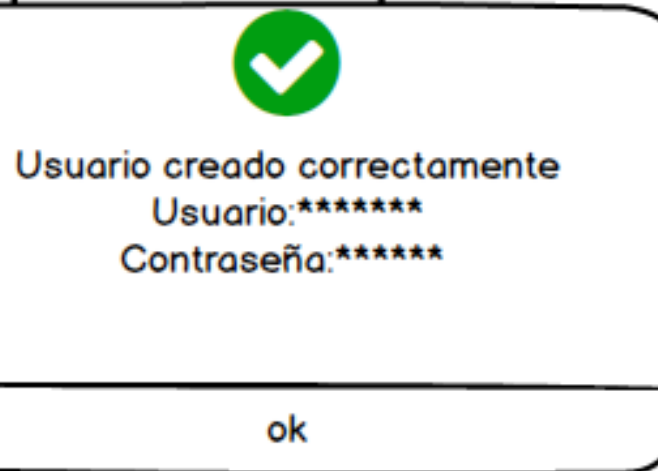 Usuario creado correctamente
Usuario:*******
Contraseña:******
ok